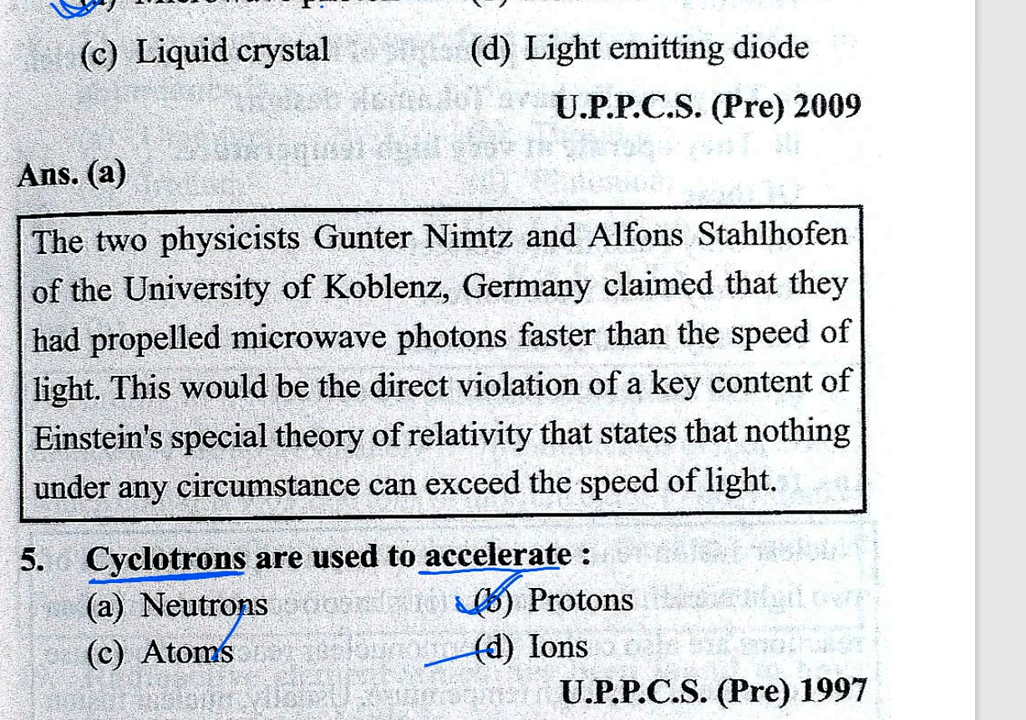 (c) Liquid crystal (d) Light emitting diode
U.P.P.C.S. (Pre) 2009
Ans. (a)
The two physicists Gunter Nimtz and Alfons Stahlhofen
of the University of Koblenz, Germany claimed that they
had propelled microwave photons faster than the speed of
light. This would be the direct violation of a key content of
Einstein's special theory of relativity that states that nothing
under any circumstance can exceed the speed of light.
5. Cyclotrons are used to accelerate :
(a) Neutrons (b) Protons
(c) Atoms (d) Ions
U.P.P.C.S. (Pre) 1997